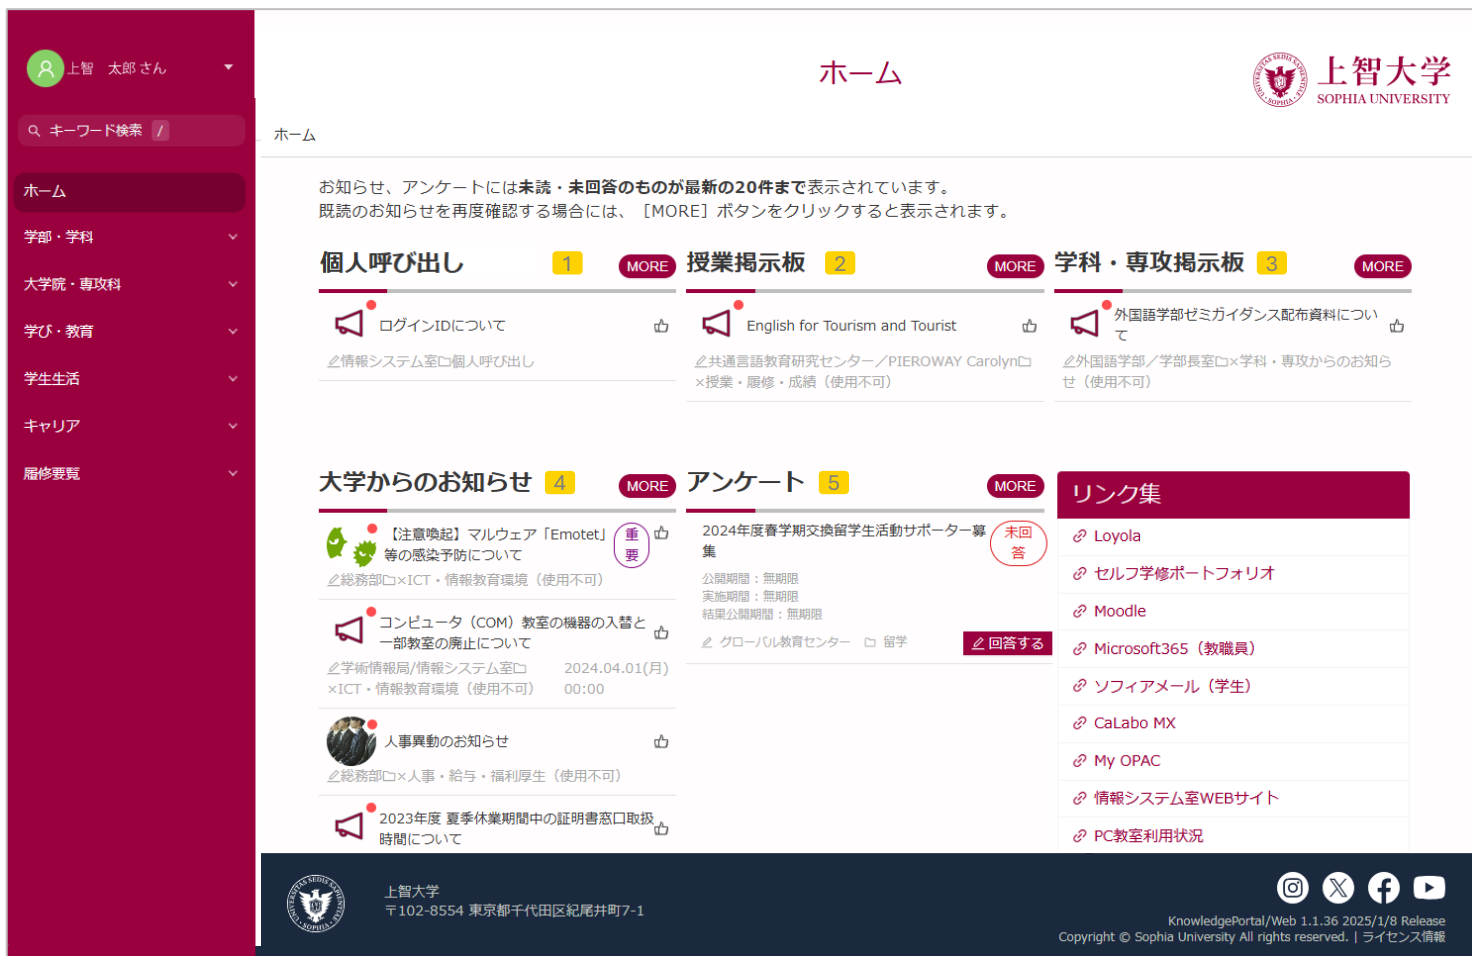 上智 太郎 さん
キーワード検索 /
ホーム
学部・学科
大学院・専攻科
学び・教育
学生生活
キャリア
履修要覧
ホーム
上智大学
SOPHIA UNIVERSITY
ホーム
お知らせ、アンケートには未読・未回答のものが最新の20件まで表示されています。
既読のお知らせを再度確認する場合には、［MORE］ボタンをクリックすると表示されます。
個人呼び出し 1 MORE
ログインIDについて
情報システム室 個人呼び出し
授業掲示板 2 MORE
English for Tourism and Tourist
共通言語教育研究センター／PIEROWAY Carolyn
×授業・履修・成績（使用不可）
学科・専攻掲示板 3 MORE
外国語学部ゼミガイダンス配布資料につい
て
外国語学部／学部長室 ×学科・専攻からのお知ら
せ（使用不可）
大学からのお知らせ 4 MORE
【注意喚起】マルウェア「Emotet」
等の感染予防について
重
要
総務部 ×ICT・情報教育環境（使用不可）
コンピュータ（COM）教室の機器の入替と
一部教室の廃止について
学術情報局/情報システム室 2024.04.01(月)
×ICT・情報教育環境（使用不可） 00:00
人事異動のお知らせ
総務部 ×人事・給与・福利厚生（使用不可）
2023年度 夏季休業期間中の証明書窓口取扱
時間について
アンケート 5 MORE
2024年度春学期交換留学生活動サポーター募
集
未回
答
公開期間：無期限
実施期間：無期限
結果公開期間：無期限
グローバル教育センター 留学
回答する
リンク集
Loyola
セルフ学修ポートフォリオ
Moodle
Microsoft365（教職員）
ソフィアメール（学生）
CaLabo MX
My OPAC
情報システム室WEBサイト
PC教室利用状況
上智大学
〒102-8554 東京都千代田区紀尾井町7-1
KnowledgePortal/Web 1.1.36 2025/1/8 Release
Copyright © Sophia University All rights reserved. | ライセンス情報